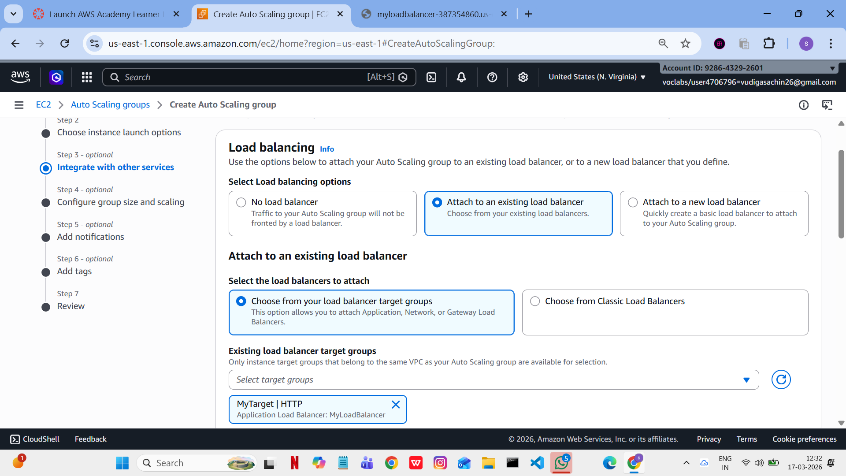 Launch AWS Academy Learner
Create Auto Scaling group | EC2
myloadbalancer-387354860.us
us-east-1.console.aws.amazon.com/ec2/home?region=us-east-1#CreateAutoScalingGroup:
aws
Search
[Alt+S]
United States (N. Virginia)
Account ID: 9286-4329-2601
voclabs/user4706796=vudigasachin26@gmail.com
EC2 > Auto Scaling groups > Create Auto Scaling group
Step 2
Choose instance launch options
Step 3 - optional
Integrate with other services
Step 4 - optional
Configure group size and scaling
Step 5 - optional
Add notifications
Step 6 - optional
Add tags
Step 7
Review
Load balancing Info
Use the options below to attach your Auto Scaling group to an existing load balancer, or to a new load balancer that you define.
Select Load balancing options
No load balancer
Traffic to your Auto Scaling group will not be
fronted by a load balancer.
Attach to an existing load balancer
Choose from your existing load balancers.
Attach to a new load balancer
Quickly create a basic load balancer to attach
to your Auto Scaling group.
Attach to an existing load balancer
Select the load balancers to attach
Choose from your load balancer target groups
This option allows you to attach Application, Network, or Gateway Load
Balancers.
Choose from Classic Load Balancers
Existing load balancer target groups
Only instance target groups that belong to the same VPC as your Auto Scaling group are available for selection.
Select target groups
MyTarget | HTTP
Application Load Balancer: MyLoadBalancer
CloudShell
Feedback
© 2026, Amazon Web Services, Inc. or its affiliates.
Privacy
Terms
Cookie preferences
1
Search
5
ENG
IN
12:32
17-03-2026